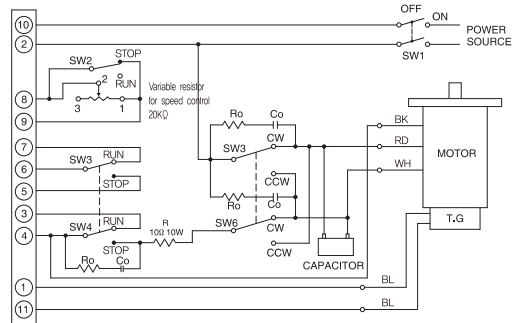 OFF
ON
10
2
POWER
SOURCE
SW1
STOP
SW2
RUN
2
Variable resistor
for speed control
20KΩ
8
3
1
9
Ro
Co
CW
SW3
BK
RD
WH
MOTOR
7
RUN
SW3
6
STOP
5
CCW
Ro
Co
3
RUN
SW4
4
STOP
R
10Ω 10W
SW6
CW
CCW
T.G
Ro
Co
CAPACITOR
1
BL
11
BL